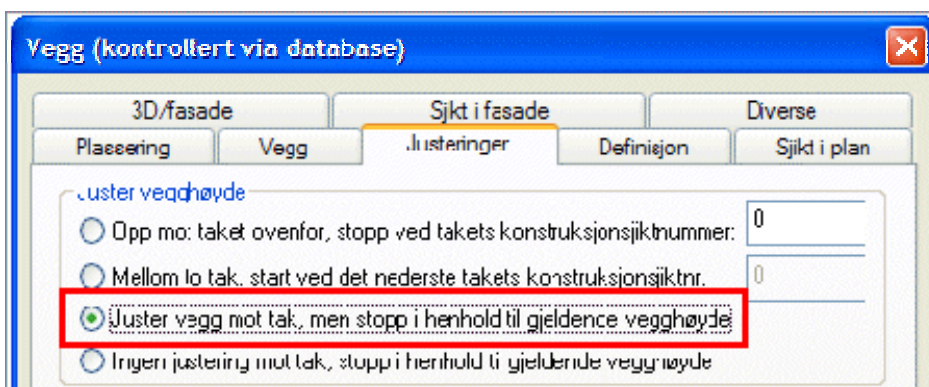 Vegg (kontrollert via database)
3D/fasade Sjikt i fasade Diverse
Plassering Vegg Justeringer Definisjon Sjikt i plan
Juster vegghøyde
Opp mot taket ovenfor, stopp ved takets konstruksjonsjiktnummer: 0
Mellom to tak, start ved det nederste takets konstruksjonsjiktnr. 0
Juster vegg mot tak, men stopp i henhold til gjeldende vegghøyde
Ingen justering mot tak, stopp i henhold til gjeldende vegghøyde